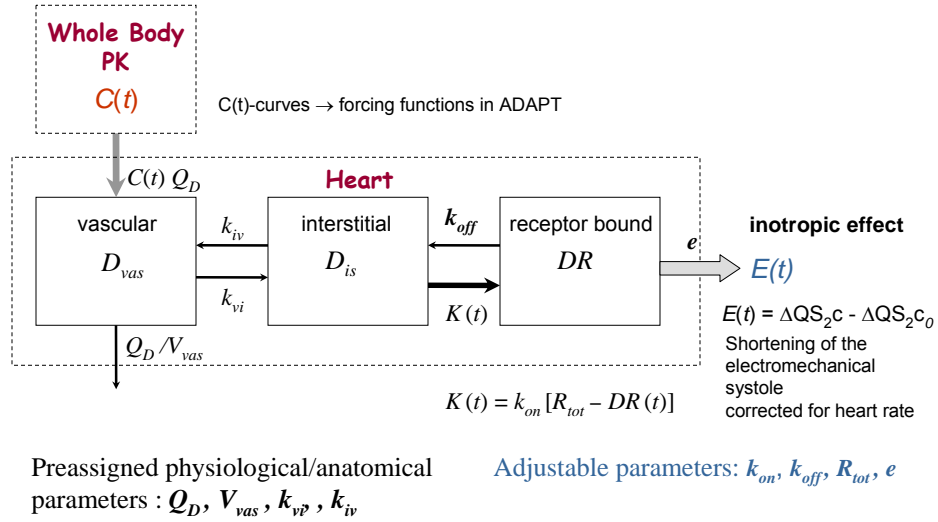 Whole Body
PK
C(t)
C(t)-curves → forcing functions in ADAPT
C(t) Q_D
Heart
vascular
D_vas
k_iv
k_vi
interstitial
D_is
k_off
K(t)
receptor bound
DR
e
inotropic effect
E(t)
Q_D /V_vas
E(t) = ΔQS₂c - ΔQS₂c₀
Shortening of the
electromechanical
systole
corrected for heart rate
K(t) = k_on [R_tot – DR(t)]
Preassigned physiological/anatomical
parameters : Q_D, V_vas , k_vi, , k_iv
Adjustable parameters: k_on, k_off, R_tot, e